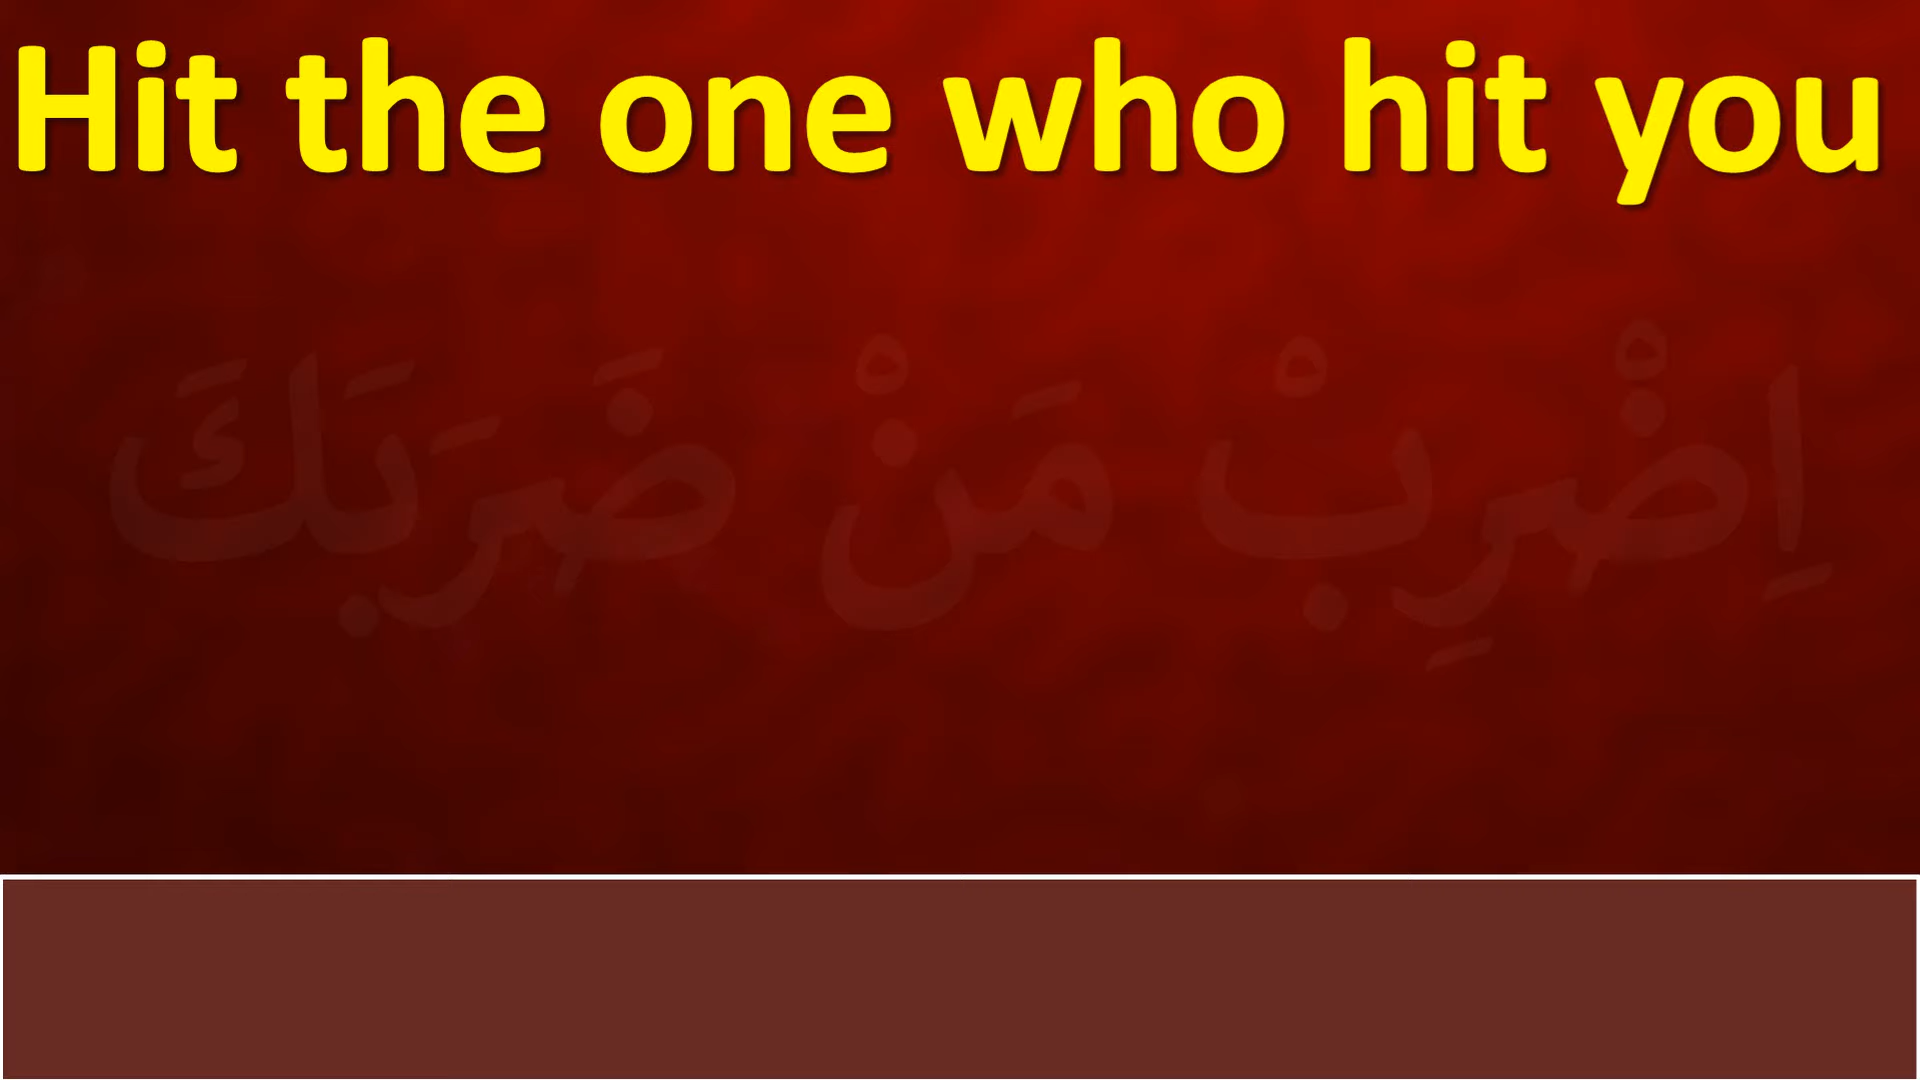 Hit the one who hit you
اِضْرِبْ مَنْ ضَرَبَكَ